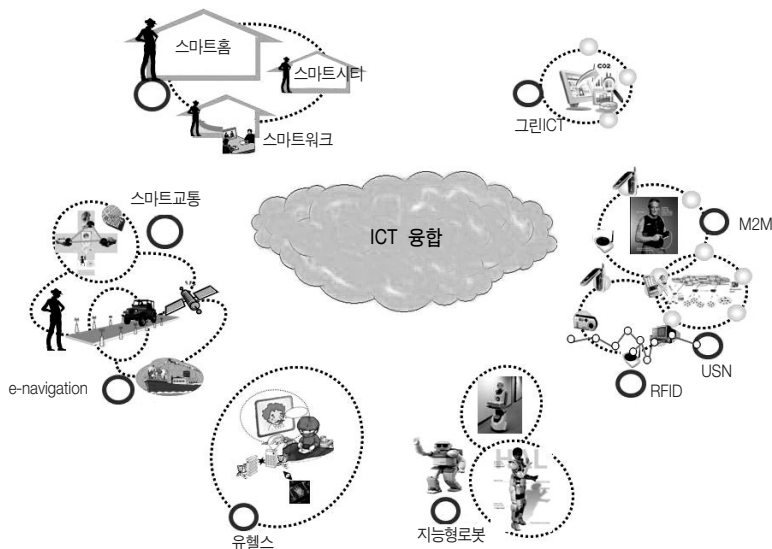 스마트홈
스마트시티
스마트워크
CO2
그린ICT
스마트교통
ICT 융합
M2M
USN
RFID
e-navigation
HAL
유헬스
지능형로봇